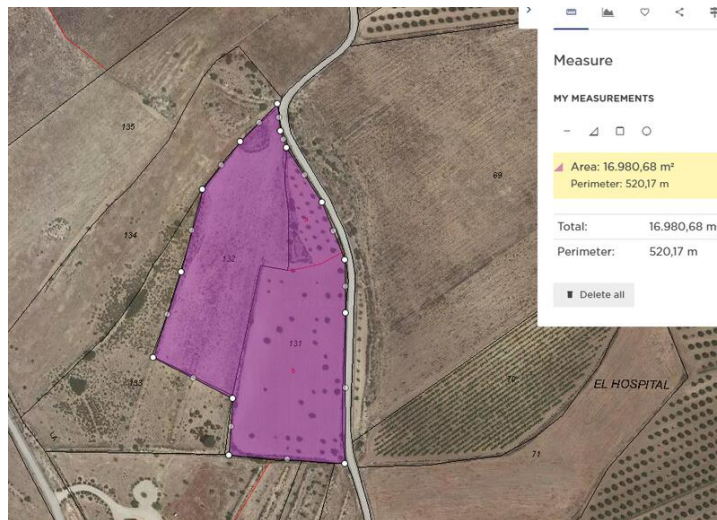 Measure
MY MEASUREMENTS
Area: 16.980,68 m²
Perimeter: 520,17 m
Total: 16.980,68 m
Perimeter: 520,17 m
Delete all
135
69
134
132
131
133
70
EL HOSPITAL
71